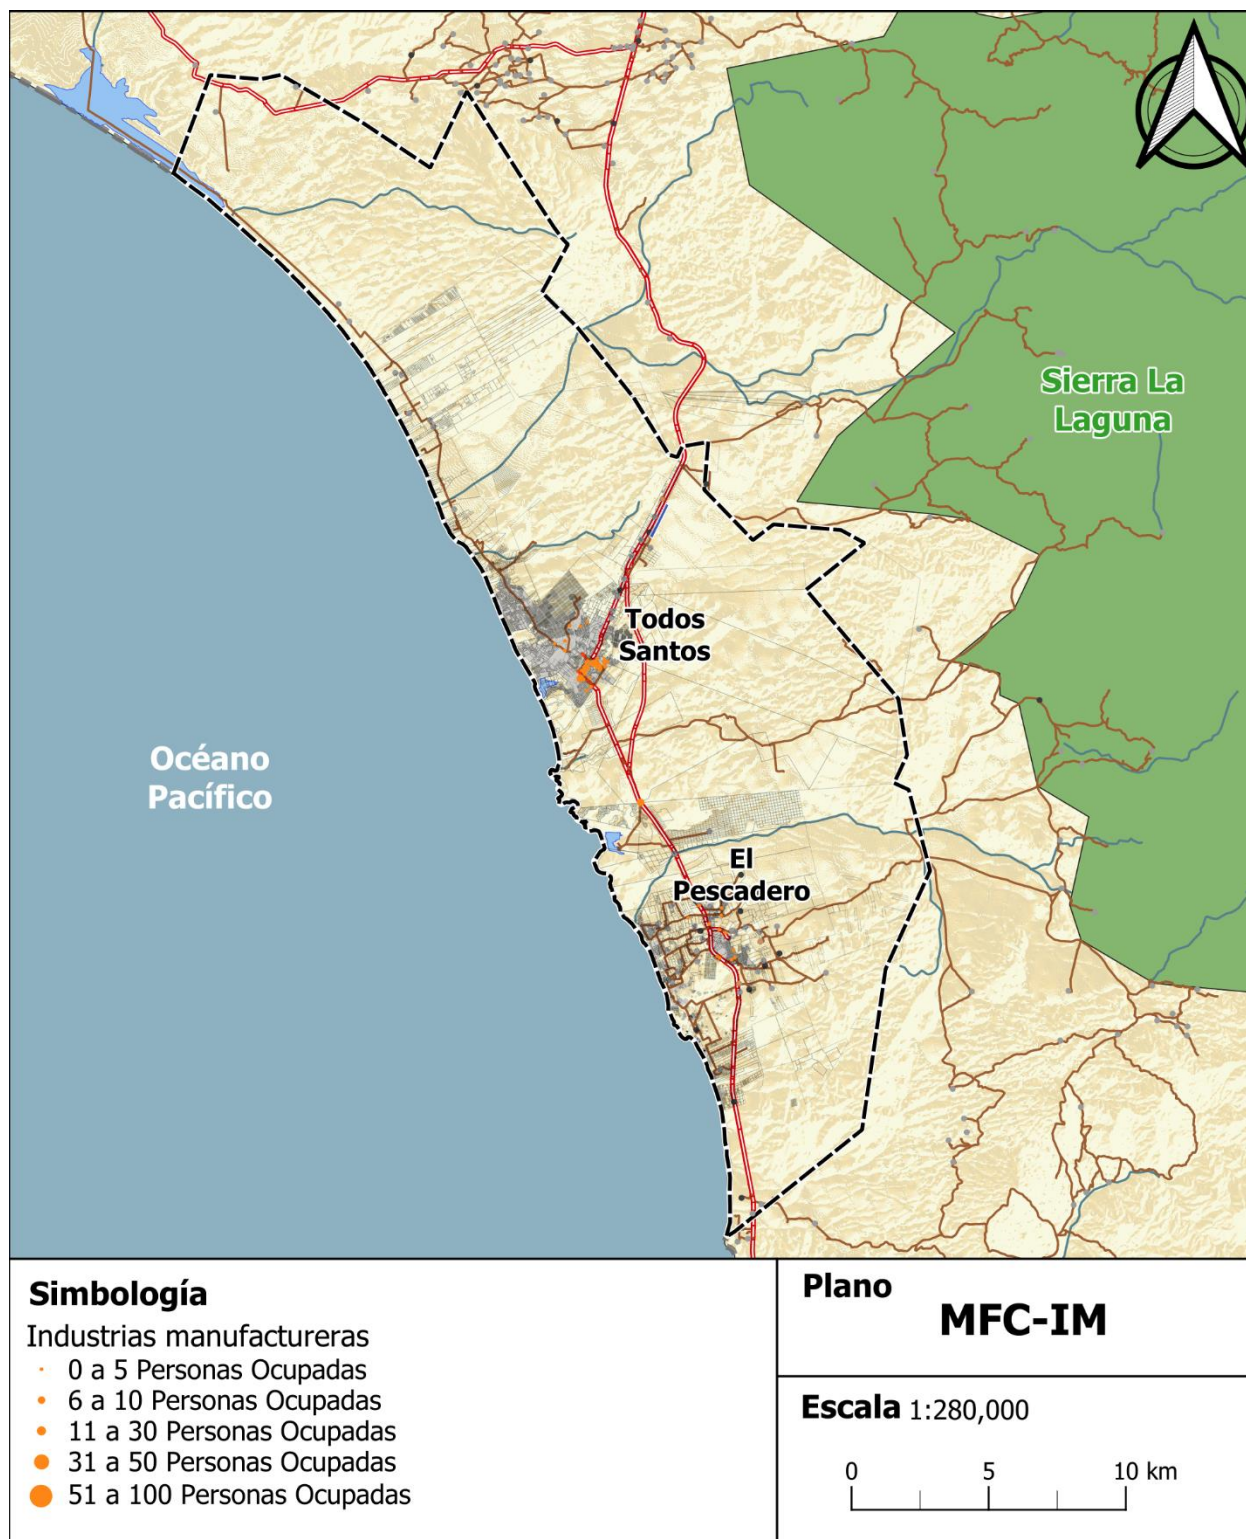 Sierra La
Laguna
Todos
Santos
Océano
Pacífico
El
Pescadero
Simbología
Industrias manufactureras
0 a 5 Personas Ocupadas
6 a 10 Personas Ocupadas
11 a 30 Personas Ocupadas
31 a 50 Personas Ocupadas
51 a 100 Personas Ocupadas
Plano
MFC-IM
Escala 1:280,000
0 5 10 km